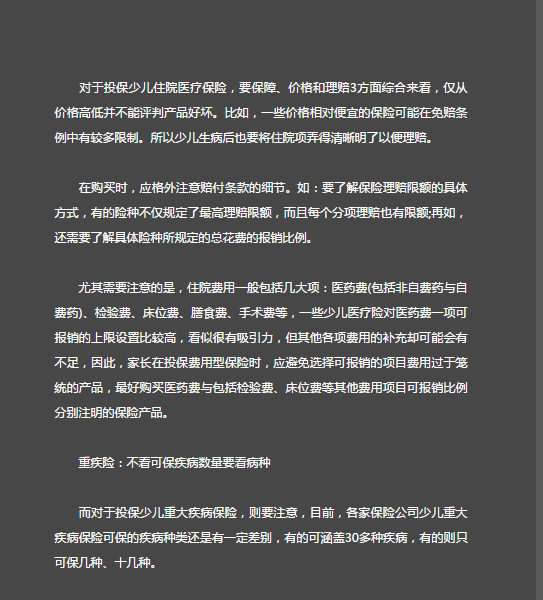 对于投保少儿住院医疗保险，要保障、价格和理赔3方面综合来看，仅从
价格高低并不能评判产品好坏。比如，一些价格相对便宜的保险可能在免赔条
例中有较多限制。所以少儿生病后也要将住院项弄得清晰明了以便理赔。
在购买时，应格外注意赔付条款的细节。如：要了解保险理赔限额的具体
方式，有的险种不仅规定了最高理赔限额，而且每个分项理赔也有限额;再如，
还需要了解具体险种所规定的总花费的报销比例。
尤其需要注意的是，住院费用一般包括几大项：医药费(包括非自费药与自
费药)、检验费、床位费、膳食费、手术费等，一些少儿医疗险对医药费一项可
报销的上限设置比较高，看似很有吸引力，但其他各项费用的补充却可能会有
不足，因此，家长在投保费用型保险时，应避免选择可报销的项目费用过于笼
统的产品，最好购买医药费与包括检验费、床位费等其他费用项目可报销比例
分别注明的保险产品。
重疾险：不看可保疾病数量要看病种
而对于投保少儿重大疾病保险，则要注意，目前，各家保险公司少儿重大
疾病保险可保的疾病种类还是有一定差别，有的可涵盖30多种疾病，有的则只
可保几种、十几种。